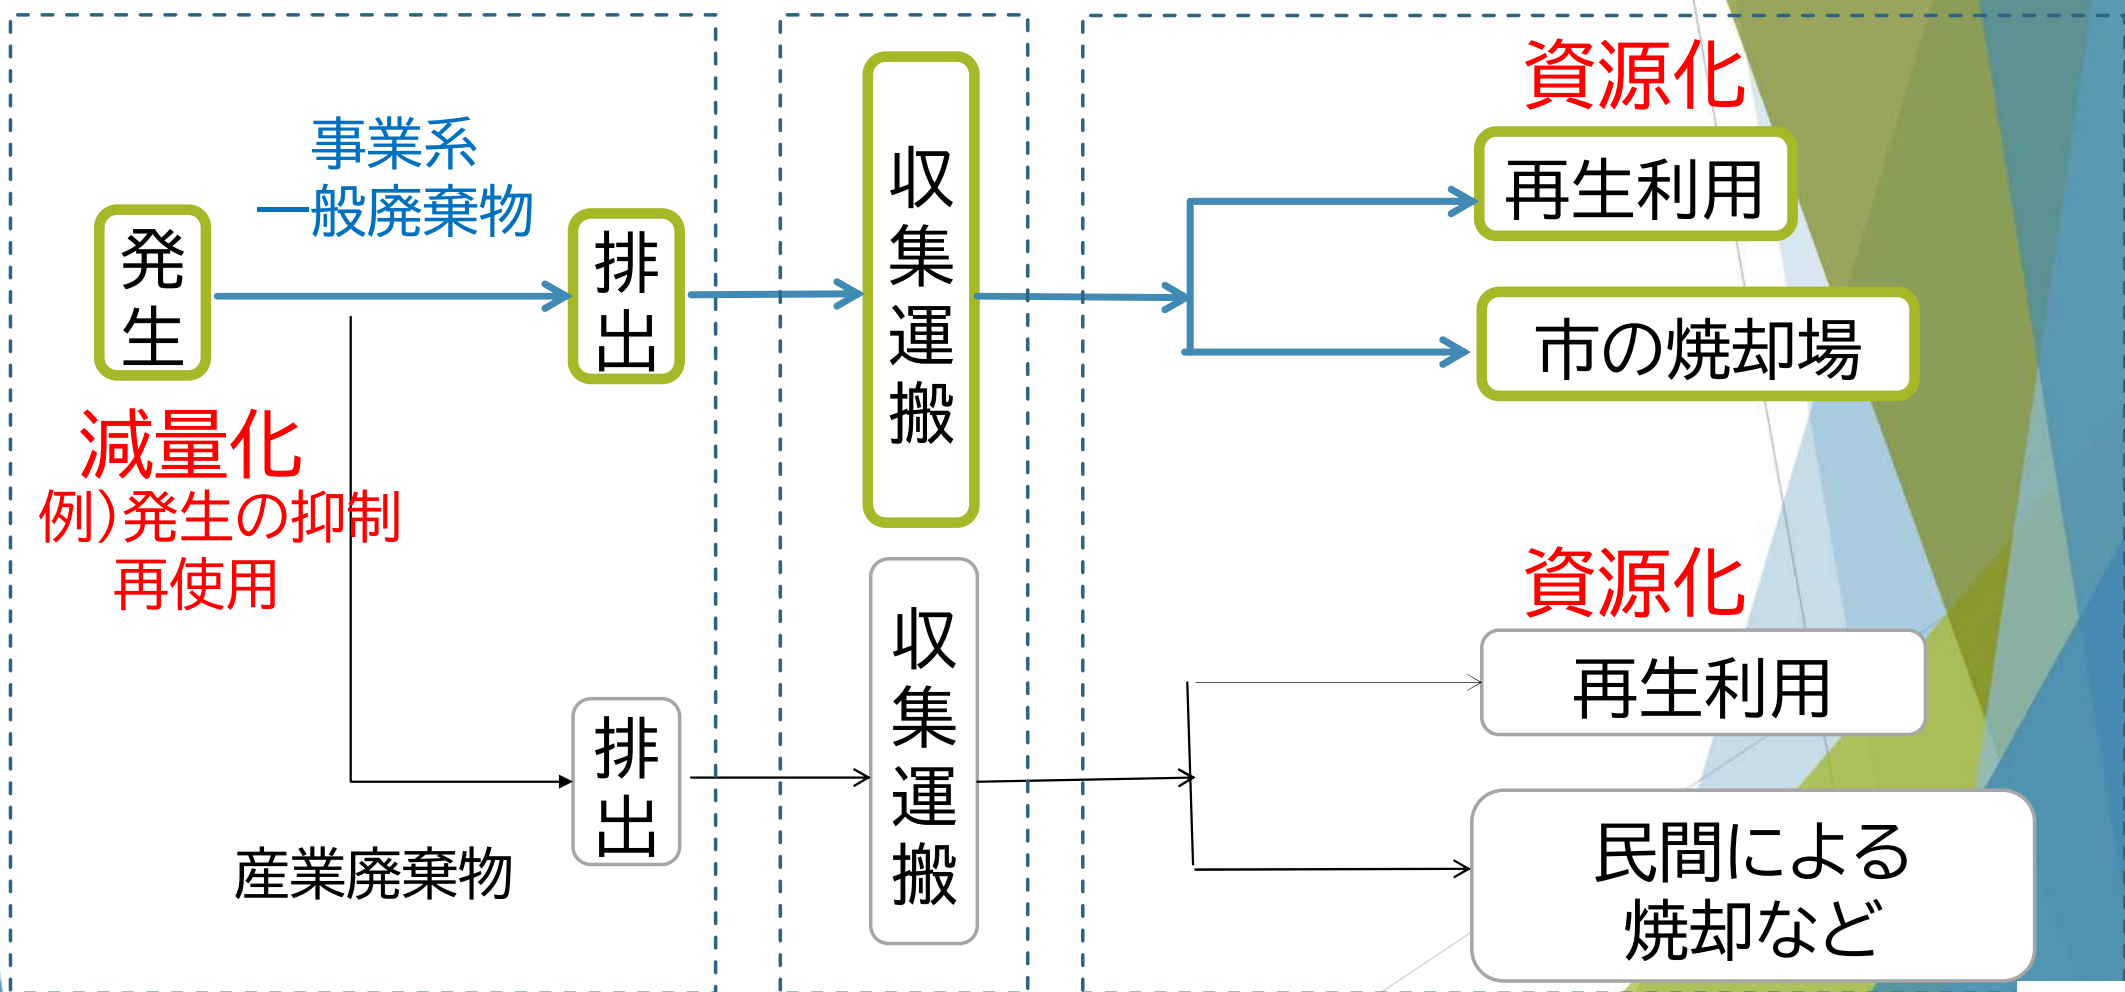 事業系
一般廃棄物
発生
排出
収集運搬
資源化
再生利用
市の焼却場
減量化
例）発生の抑制
再使用
産業廃棄物
排出
収集運搬
資源化
再生利用
民間による
焼却など